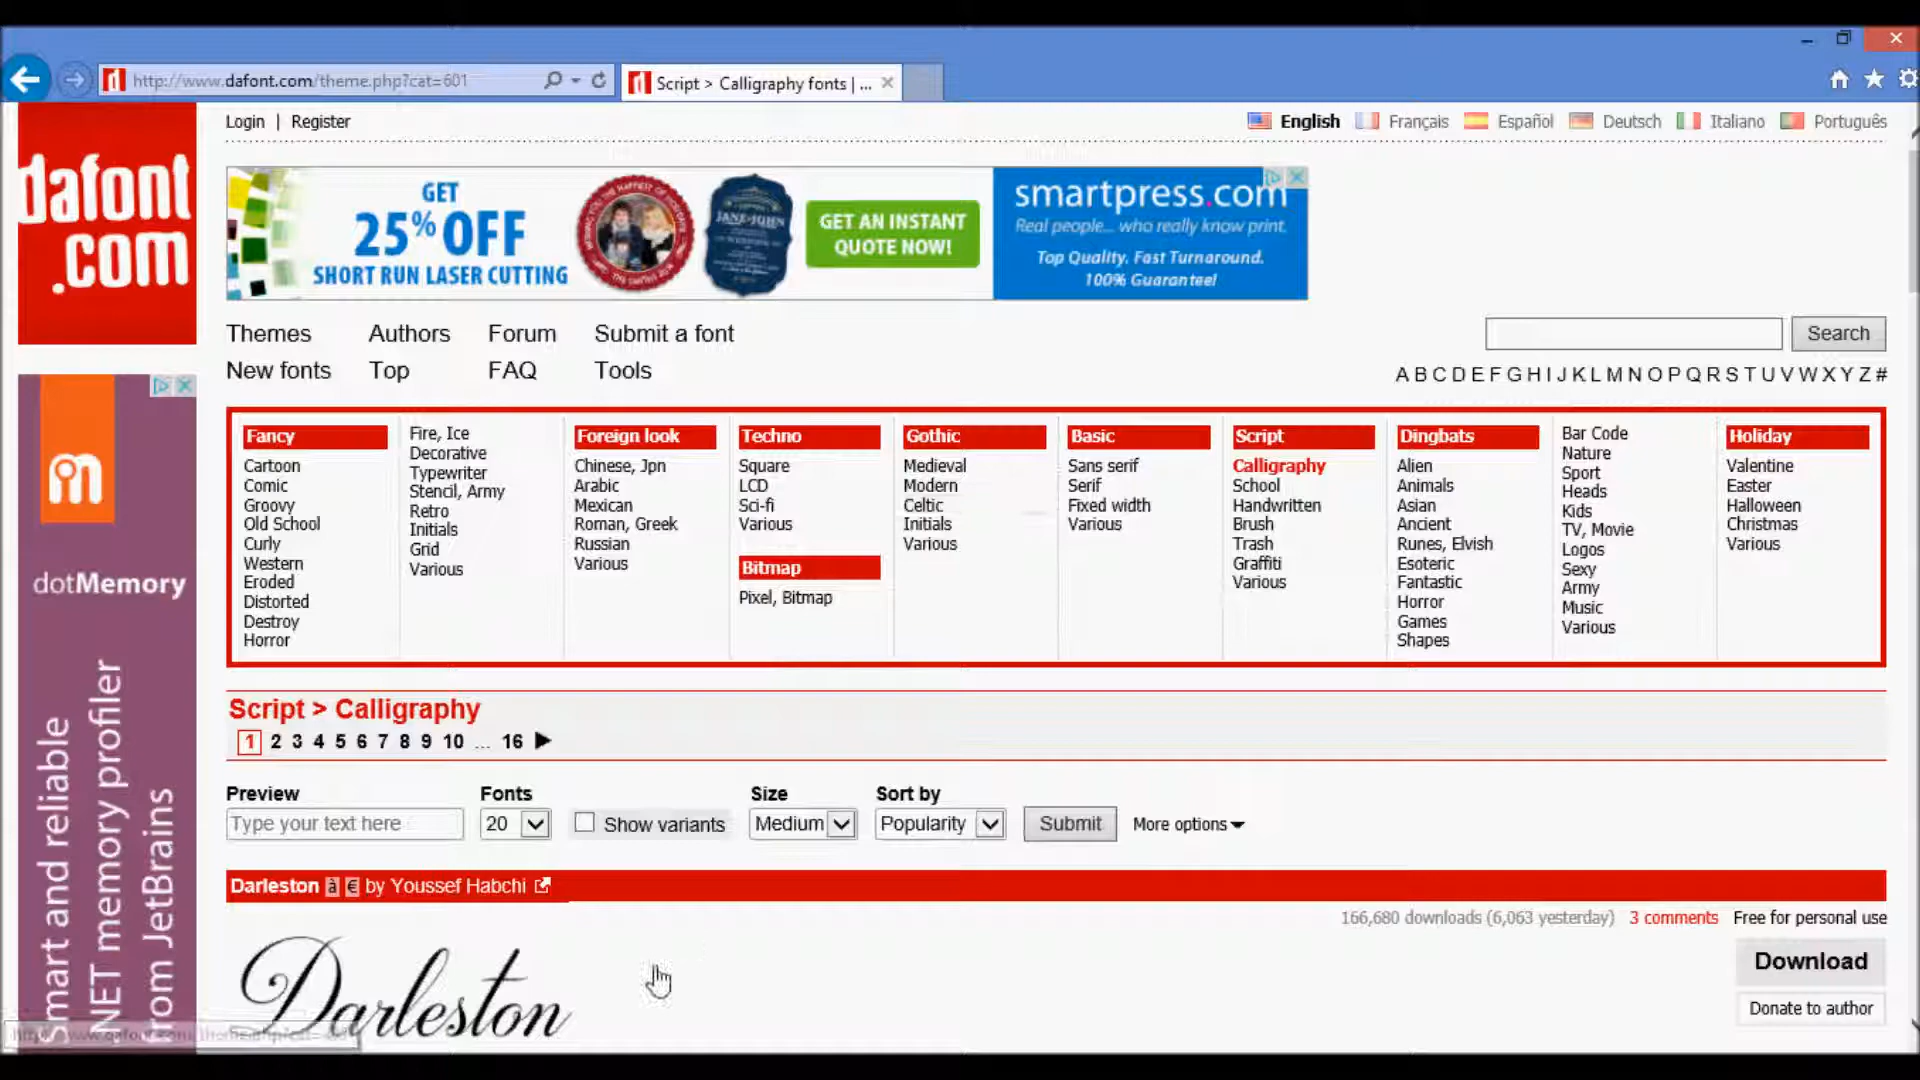 http://www.dafont.com/theme.php?cat=601
Script > Calligraphy fonts | ...
dafont
.com
Login | Register
English Français Español Deutsch Italiano Português
GET
25% OFF
SHORT RUN LASER CUTTING
JANE·JOHN
GET AN INSTANT
QUOTE NOW!
smartpress.com
Real people... who really know print.
Top Quality. Fast Turnaround.
100% Guarantee!
Themes Authors Forum Submit a font
New fonts Top FAQ Tools
Search
A B C D E F G H I J K L M N O P Q R S T U V W X Y Z #
Fancy
Cartoon
Comic
Groovy
Old School
Curly
Western
Eroded
Distorted
Destroy
Horror
Fire, Ice
Decorative
Typewriter
Stencil, Army
Retro
Initials
Grid
Various
Foreign look
Chinese, Jpn
Arabic
Mexican
Roman, Greek
Russian
Various
Techno
Square
LCD
Sci-fi
Various
Bitmap
Pixel, Bitmap
Gothic
Medieval
Modern
Celtic
Initials
Various
Basic
Sans serif
Serif
Fixed width
Various
Script
Calligraphy
School
Handwritten
Brush
Trash
Graffiti
Various
Dingbats
Alien
Animals
Asian
Ancient
Runes, Elvish
Esoteric
Fantastic
Horror
Games
Shapes
Bar Code
Nature
Sport
Heads
Kids
TV, Movie
Logos
Sexy
Army
Music
Various
Holiday
Valentine
Easter
Halloween
Christmas
Various
dotMemory
Smart and reliable
.NET memory profiler
from JetBrains
Script > Calligraphy
1 2 3 4 5 6 7 8 9 10 ... 16
Preview Fonts Size Sort by
Type your text here 20 Show variants Medium Popularity Submit More options
Darleston à € by Youssef Habchi
166,680 downloads (6,063 yesterday) 3 comments Free for personal use
Darleston
Download
Donate to author